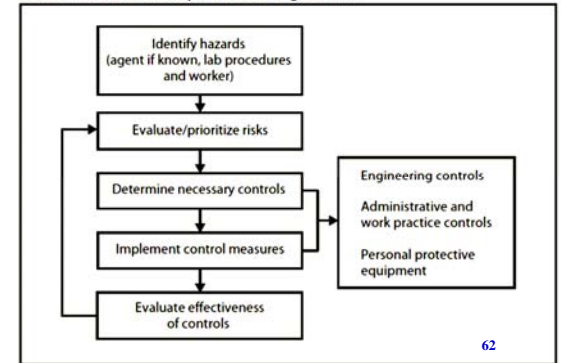 Identify hazards
(agent if known, lab procedures
and worker)
Evaluate/prioritize risks
Determine necessary controls
Implement control measures
Evaluate effectiveness
of controls
Engineering controls
Administrative and
work practice controls
Personal protective
equipment
62